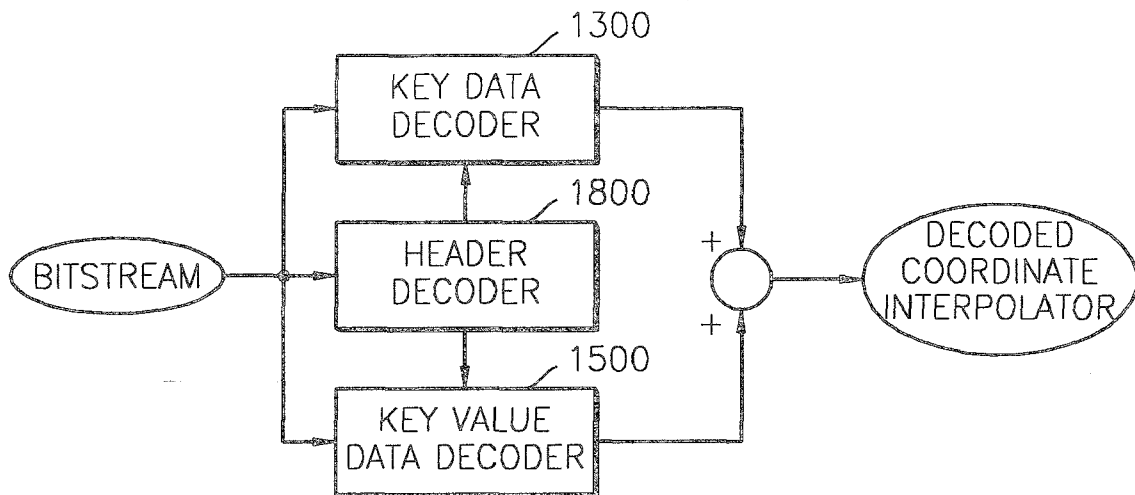 1300
KEY DATA
DECODER
1800
HEADER
DECODER
BITSTREAM
1500
KEY VALUE
DATA DECODER
+
+
DECODED
COORDINATE
INTERPOLATOR